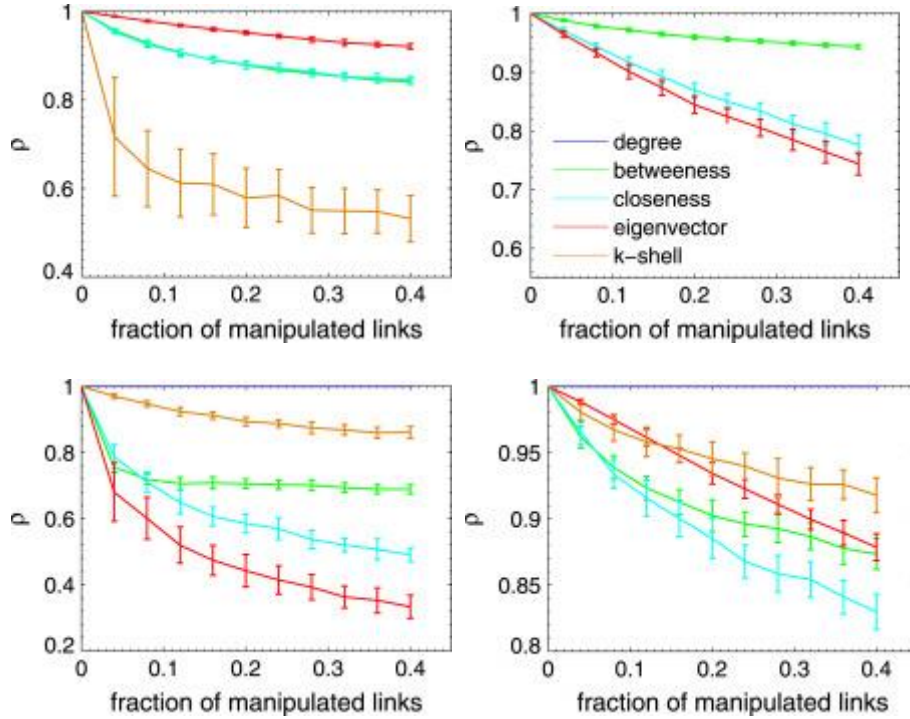 1
0.8
0.6
0.4
ρ
0 0.1 0.2 0.3 0.4
fraction of manipulated links
1
0.9
0.8
0.7
0.6
ρ
degree
betweeness
closeness
eigenvector
k-shell
0 0.1 0.2 0.3 0.4
fraction of manipulated links
1
0.8
0.6
0.4
0.2
ρ
0 0.1 0.2 0.3 0.4
fraction of manipulated links
1
0.95
0.9
0.85
0.8
ρ
0 0.1 0.2 0.3 0.4
fraction of manipulated links